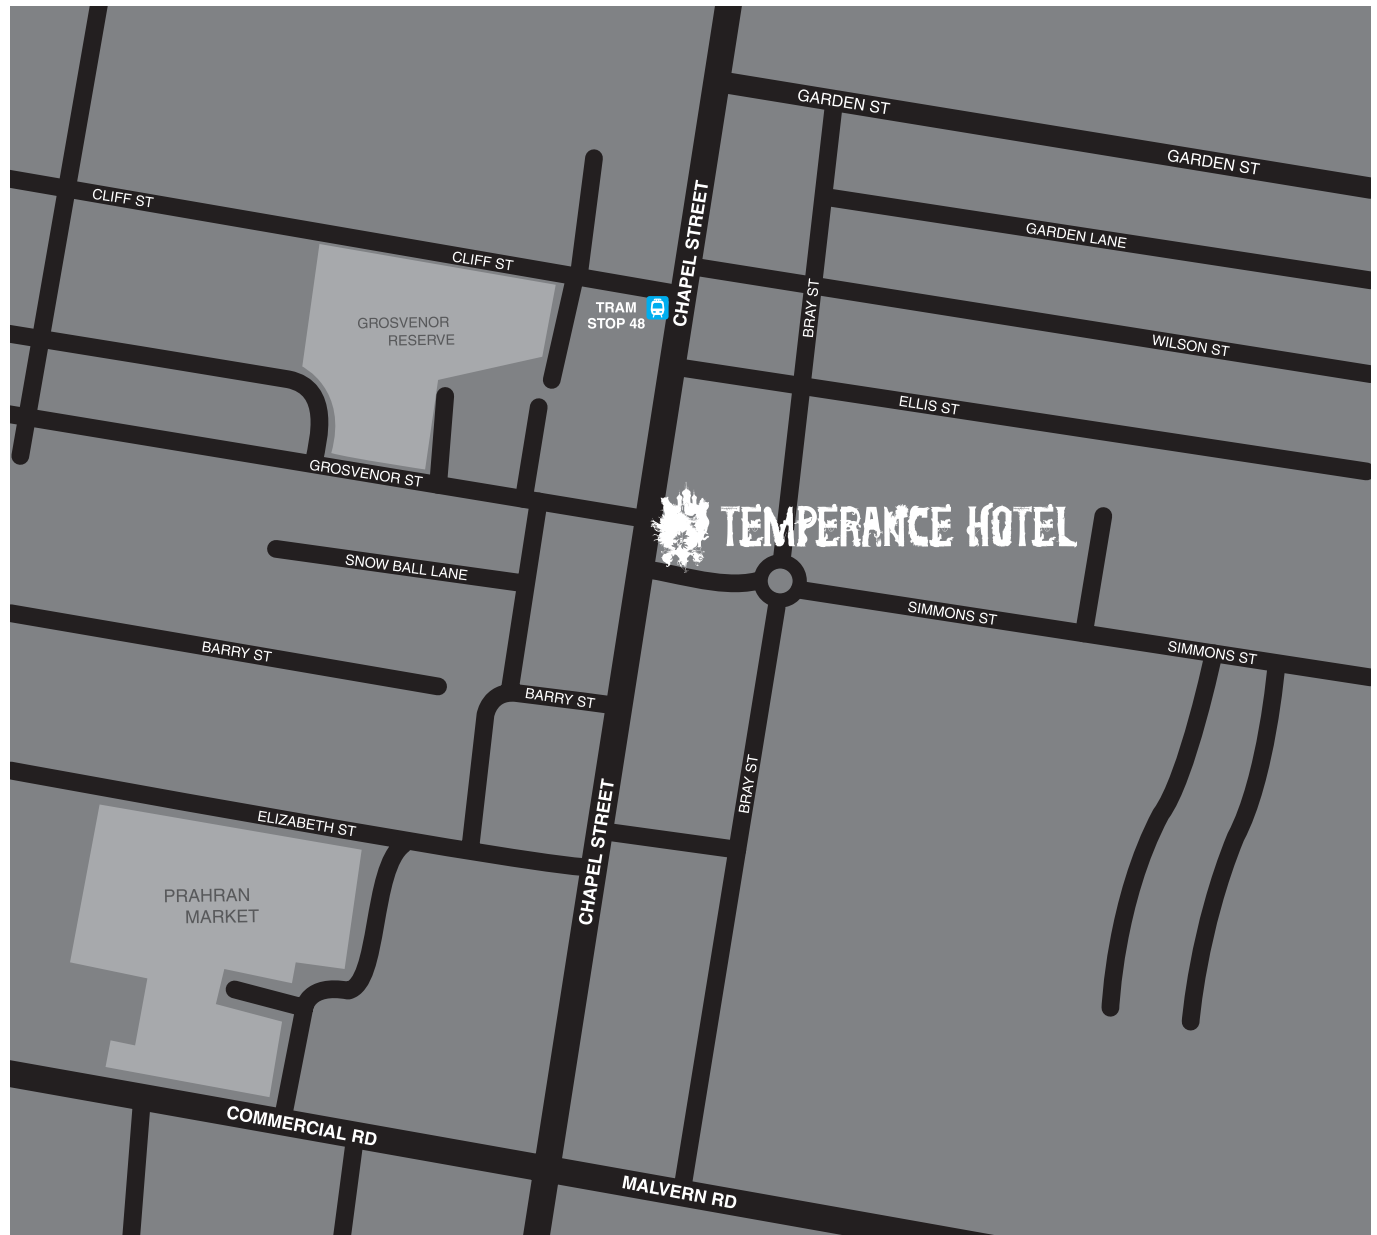 GARDEN ST
GARDEN ST
CLIFF ST
CHAPEL STREET
GARDEN LANE
CLIFF ST
BRAY ST
TRAM
STOP 48
GROSVENOR
RESERVE
WILSON ST
ELLIS ST
GROSVENOR ST
TEMPERANCE HOTEL
SNOW BALL LANE
SIMMONS ST
BARRY ST
SIMMONS ST
BARRY ST
BRAY ST
ELIZABETH ST
CHAPEL STREET
PRAHRAN
MARKET
COMMERCIAL RD
MALVERN RD